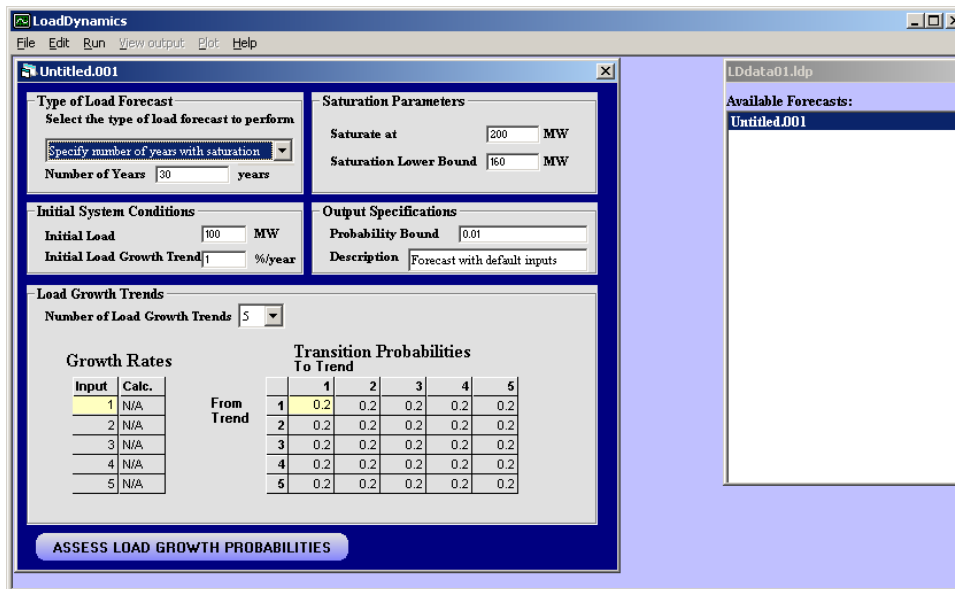 LoadDynamics
File Edit Run View output Plot Help
Untitled.001
Type of Load Forecast
Select the type of load forecast to perform
Specify number of years with saturation
Number of Years 30 years
Saturation Parameters
Saturate at 200 MW
Saturation Lower Bound 160 MW
Initial System Conditions
Initial Load 100 MW
Initial Load Growth Trend 1 %/year
Output Specifications
Probability Bound 0.01
Description Forecast with default inputs
Load Growth Trends
Number of Load Growth Trends 5
Growth Rates
Input Calc.
1 N/A
2 N/A
3 N/A
4 N/A
5 N/A
Transition Probabilities
To Trend
From
Trend
1 2 3 4 5
1 0.2 0.2 0.2 0.2 0.2
2 0.2 0.2 0.2 0.2 0.2
3 0.2 0.2 0.2 0.2 0.2
4 0.2 0.2 0.2 0.2 0.2
5 0.2 0.2 0.2 0.2 0.2
ASSESS LOAD GROWTH PROBABILITIES
LDdata01.ldp
Available Forecasts:
Untitled.001